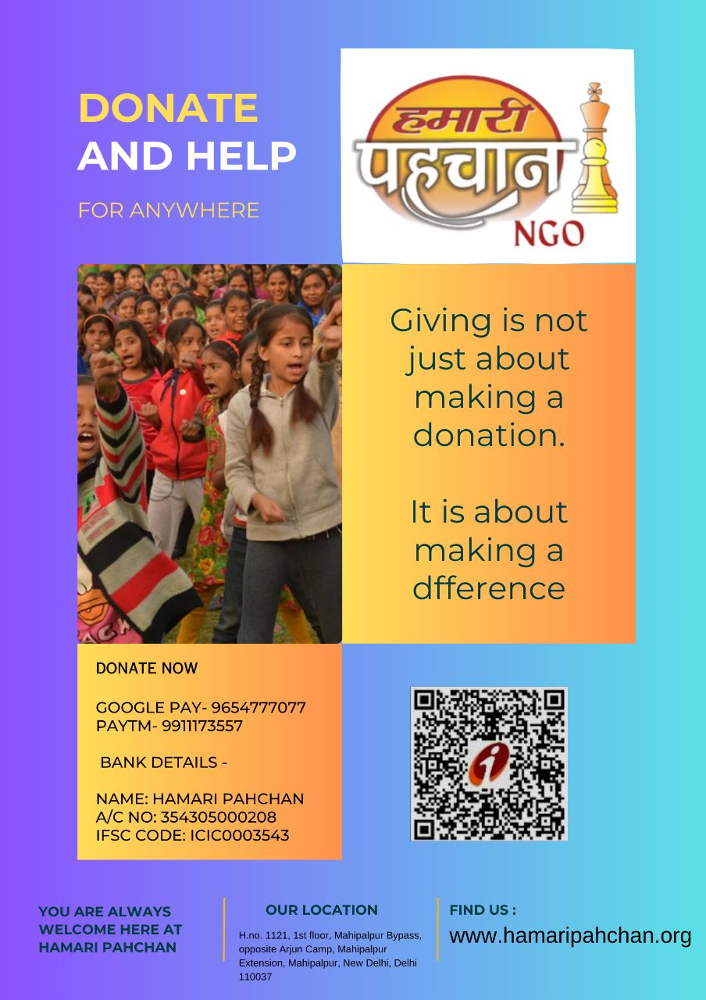 DONATE
AND HELP
FOR ANYWHERE
हमारी
पहचान
NGO
Giving is not
just about
making a
donation.
It is about
making a
dfference
DONATE NOW
GOOGLE PAY- 9654777077
PAYTM- 9911173557
BANK DETAILS -
NAME: HAMARI PAHCHAN
A/C NO: 354305000208
IFSC CODE: ICIC0003543
YOU ARE ALWAYS
WELCOME HERE AT
HAMARI PAHCHAN
OUR LOCATION
H.no. 1121, 1st floor, Mahipalpur Bypass,
opposite Arjun Camp, Mahipalpur
Extension, Mahipalpur, New Delhi, Delhi
110037
FIND US :
www.hamaripahchan.org